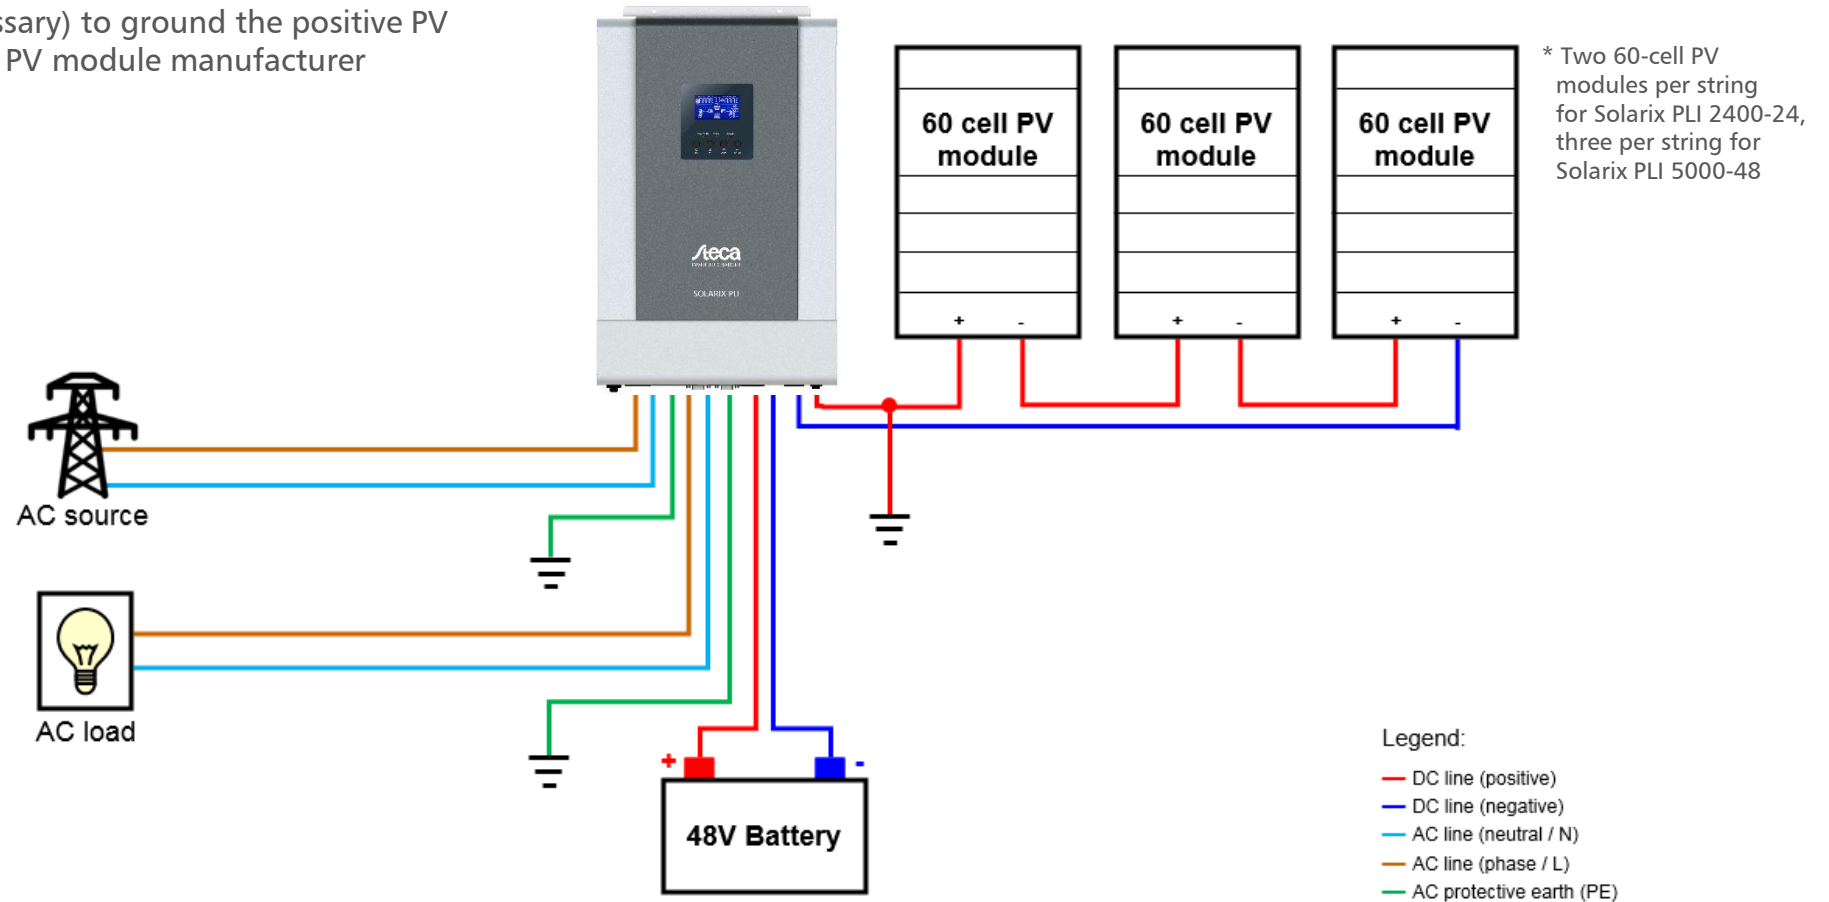 ssary) to ground the positive PV
PV module manufacturer
* Two 60-cell PV
modules per string
for Solarix PLI 2400-24,
three per string for
Solarix PLI 5000-48
60 cell PV
module
60 cell PV
module
60 cell PV
module
+ -
+ -
+ -
Steca
SOLARIX PLI
AC source
AC load
+ -
48V Battery
Legend:
DC line (positive)
DC line (negative)
AC line (neutral / N)
AC line (phase / L)
AC protective earth (PE)